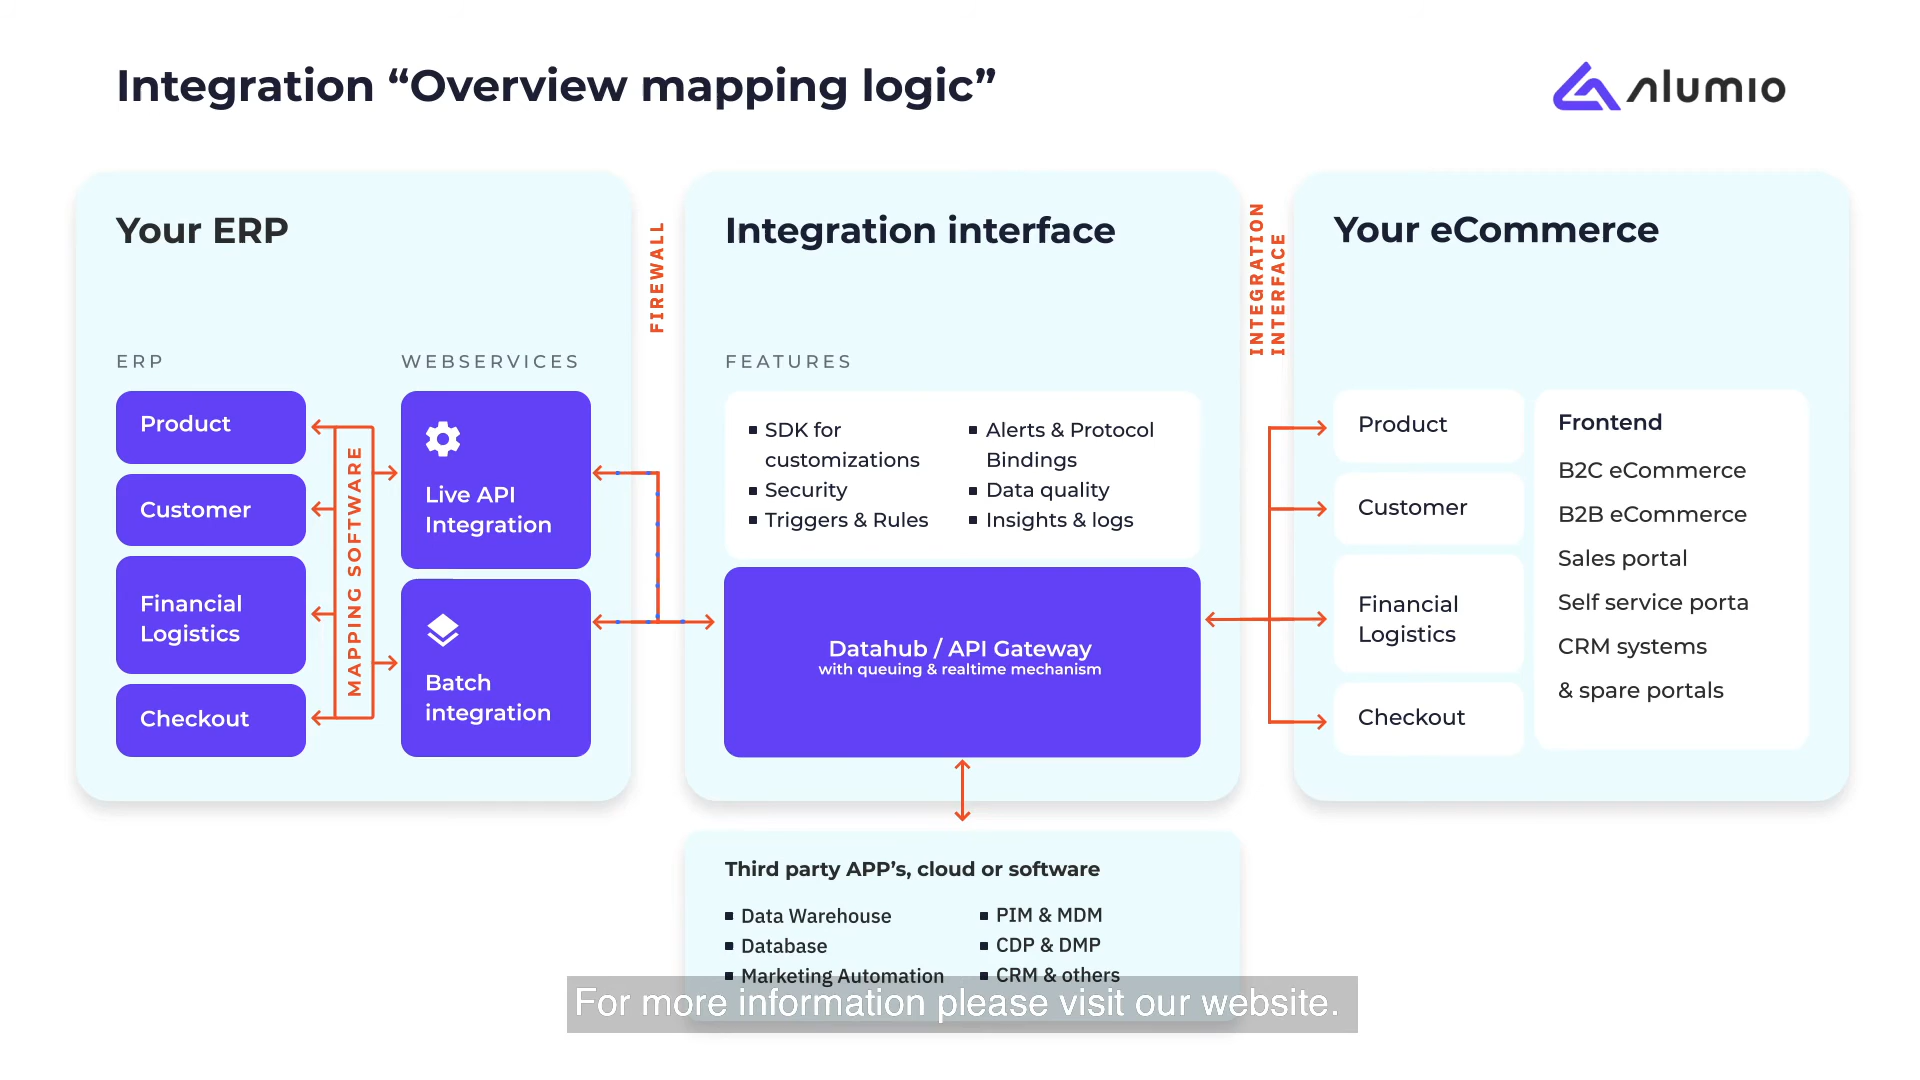 Integration “Overview mapping logic”
alumio
Your ERP
ERP
WEBSERVICES
Product
Customer
Financial
Logistics
Checkout
MAPPING SOFTWARE
Live API
Integration
Batch
integration
FIREWALL
Integration interface
FEATURES
SDK for
customizations
Security
Triggers & Rules
Alerts & Protocol
Bindings
Data quality
Insights & logs
Datahub / API Gateway
with queuing & realtime mechanism
INTEGRATION
INTERFACE
Your eCommerce
Product
Customer
Financial
Logistics
Checkout
Frontend
B2C eCommerce
B2B eCommerce
Sales portal
Self service porta
CRM systems
& spare portals
Third party APP’s, cloud or software
Data Warehouse
Database
Marketing Automation
PIM & MDM
CDP & DMP
CRM & others
For more information please visit our website.